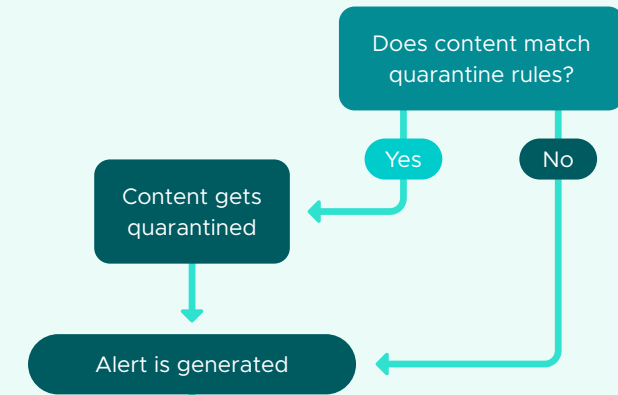 Does content match
quarantine rules?
Yes
No
Content gets
quarantined
Alert is generated